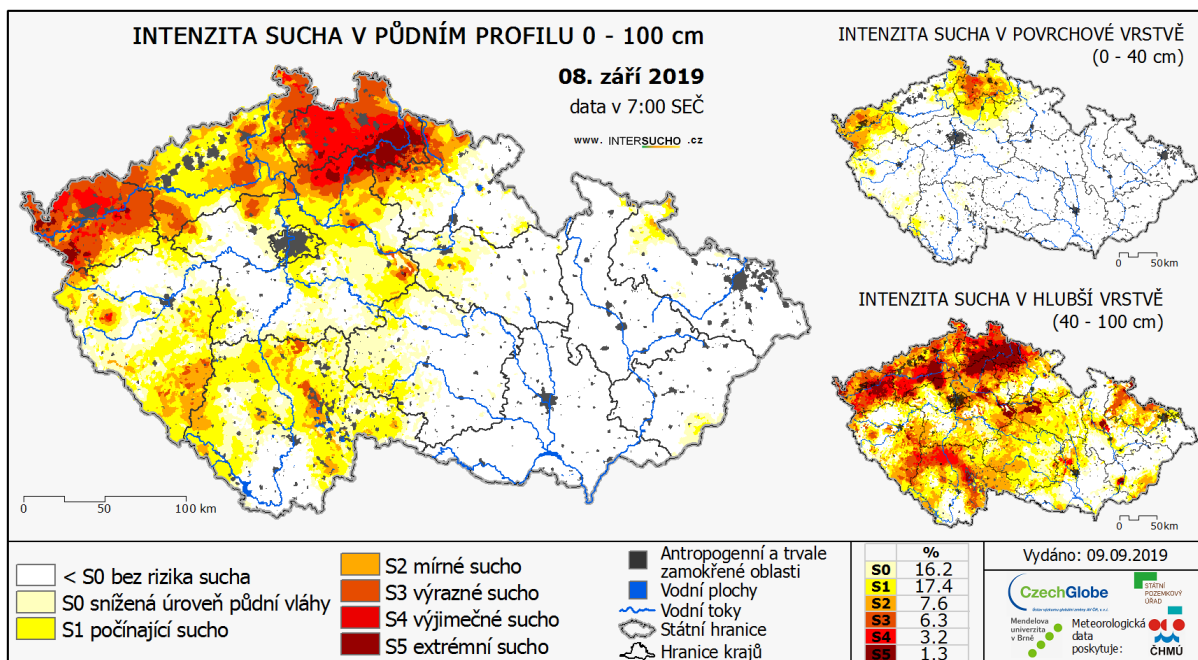 INTENZITA SUCHA V PŮDNÍM PROFILU 0 - 100 cm
08. září 2019
data v 7:00 SEČ
www. INTERSUCHO .cz
INTENZITA SUCHA V POVRCHOVÉ VRSTVĚ
(0 - 40 cm)
0 50km
INTENZITA SUCHA V HLUBŠÍ VRSTVĚ
(40 - 100 cm)
0 50km
0 50 100 km
< S0 bez rizika sucha
S0 snížená úroveň půdní vláhy
S1 počínající sucho
S2 mírné sucho
S3 výrazné sucho
S4 výjimečné sucho
S5 extrémní sucho
Antropogenní a trvale
zamokřené oblasti
Vodní plochy
Vodní toky
Státní hranice
Hranice krajů
%
S0 16.2
S1 17.4
S2 7.6
S3 6.3
S4 3.2
S5 1.3
Vydáno: 09.09.2019
CzechGlobe
STÁTNÍ
POZEMKOVÝ
ÚŘAD
Mendelova
univerzita
v Brně
Meteorologická
data
poskytuje:
ČHMÚ